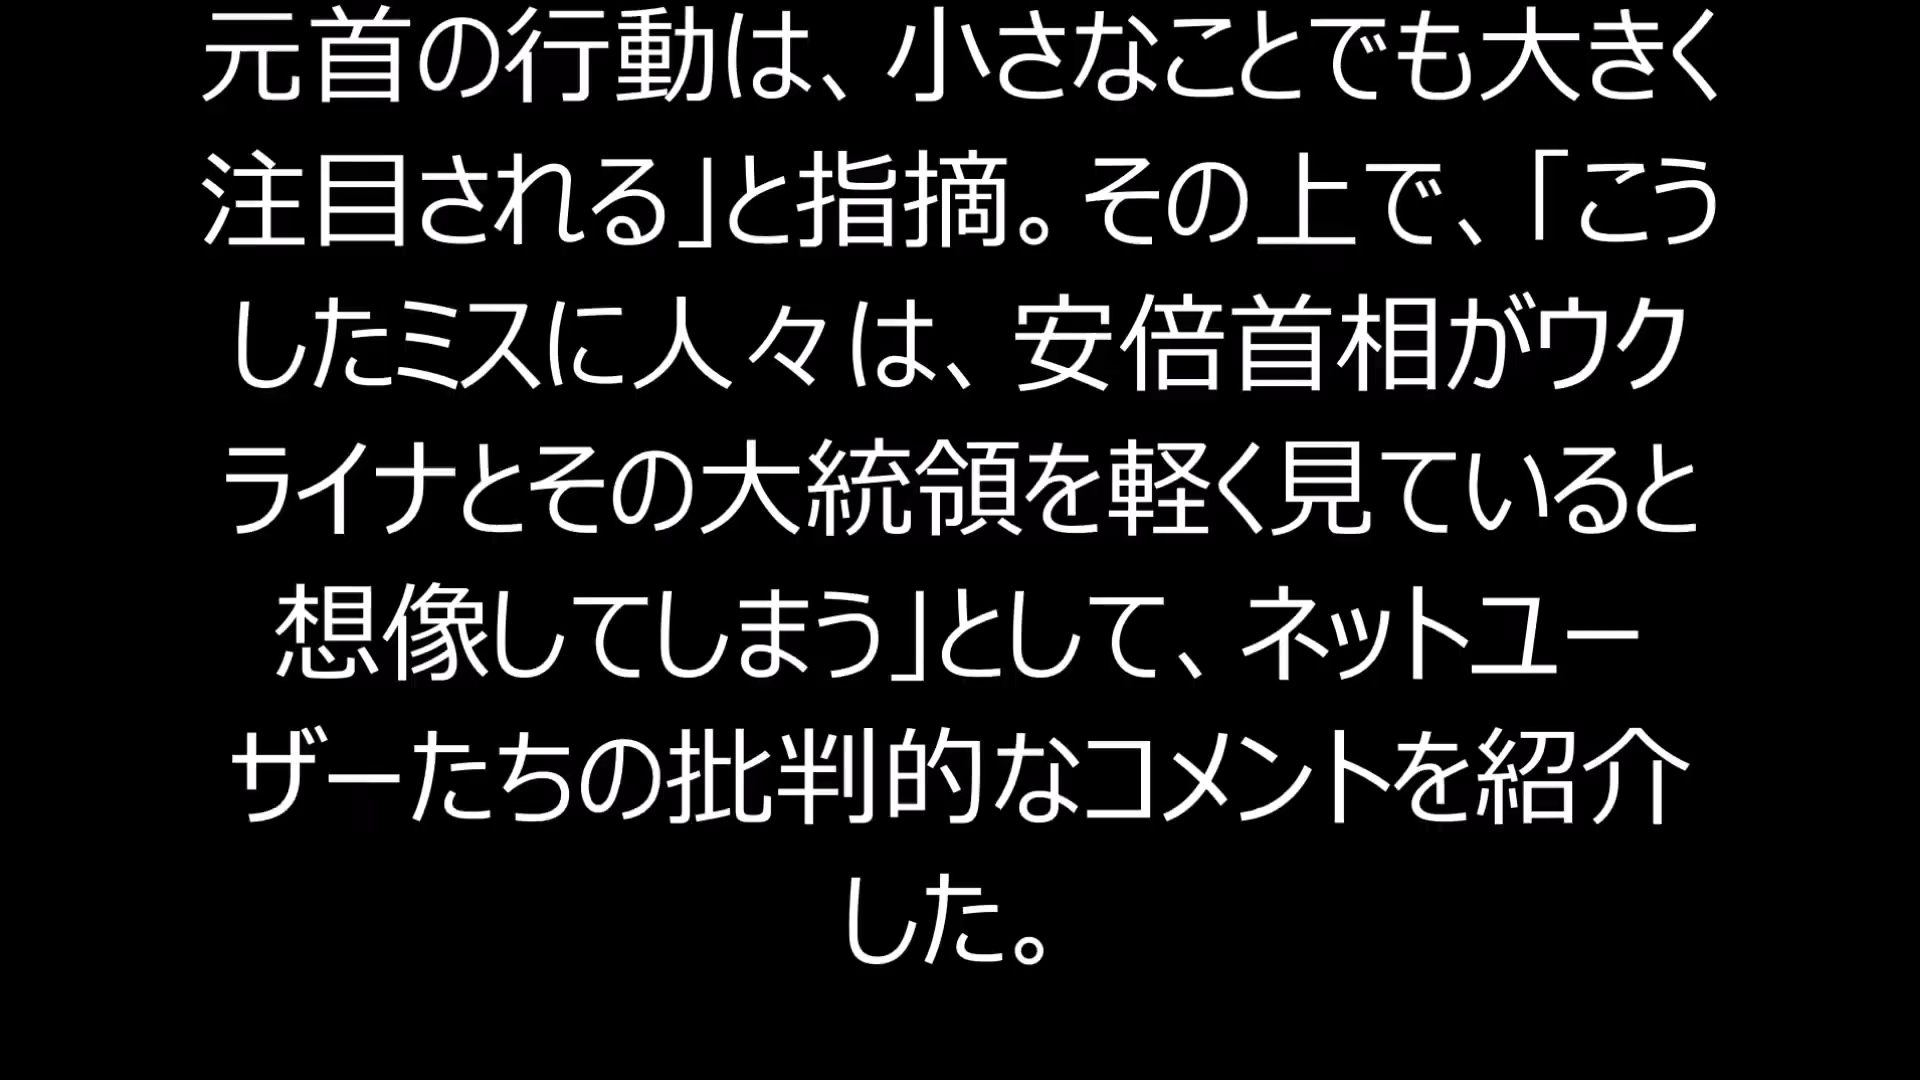 元首の行動は、小さなことでも大きく
注目される」と指摘。その上で、「こう
したミスに人々は、安倍首相がウク
ライナとその大統領を軽く見ていると
想像してしまう」として、ネットユー
ザーたちの批判的なコメントを紹介
した。